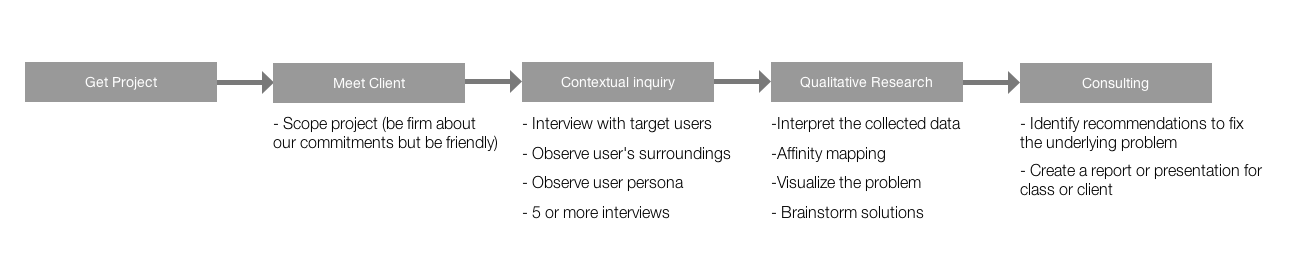 Get Project
Meet Client
- Scope project (be firm about
our commitments but be friendly)
Contextual inquiry
- Interview with target users
- Observe user's surroundings
- Observe user persona
- 5 or more interviews
Qualitative Research
-Interpret the collected data
-Affinity mapping
-Visualize the problem
- Brainstorm solutions
Consulting
- Identify recommendations to fix
the underlying problem
- Create a report or presentation for
class or client